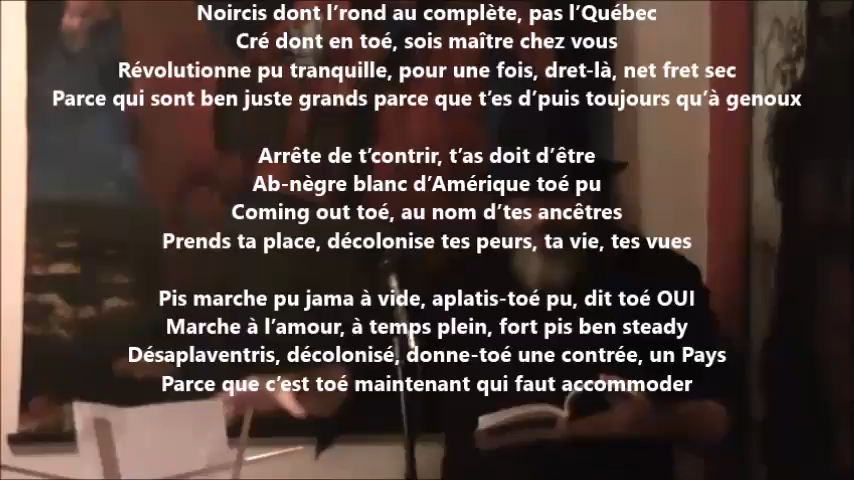 Noircis dont l’rond au complète, pas l’Québec
Cré dont en toé, sois maître chez vous
Révolutionne pu tranquille, pour une fois, dret-là, net fret sec
Parce qui sont ben juste grands parce que t’es d’puis toujours qu’à genoux
Arrête de t’contrir, t’as doit d’être
Ab-nègre blanc d’Amérique toé pu
Coming out toé, au nom d’tes ancêtres
Prends ta place, décolonise tes peurs, ta vie, tes vues
Pis marche pu jama à vide, aplatis-toé pu, dit toé OUI
Marche à l’amour, à temps plein, fort pis ben steady
Désaplaventris, décolonisé, donne-toé une contrée, un Pays
Parce que c’est toé maintenant qui faut accommoder